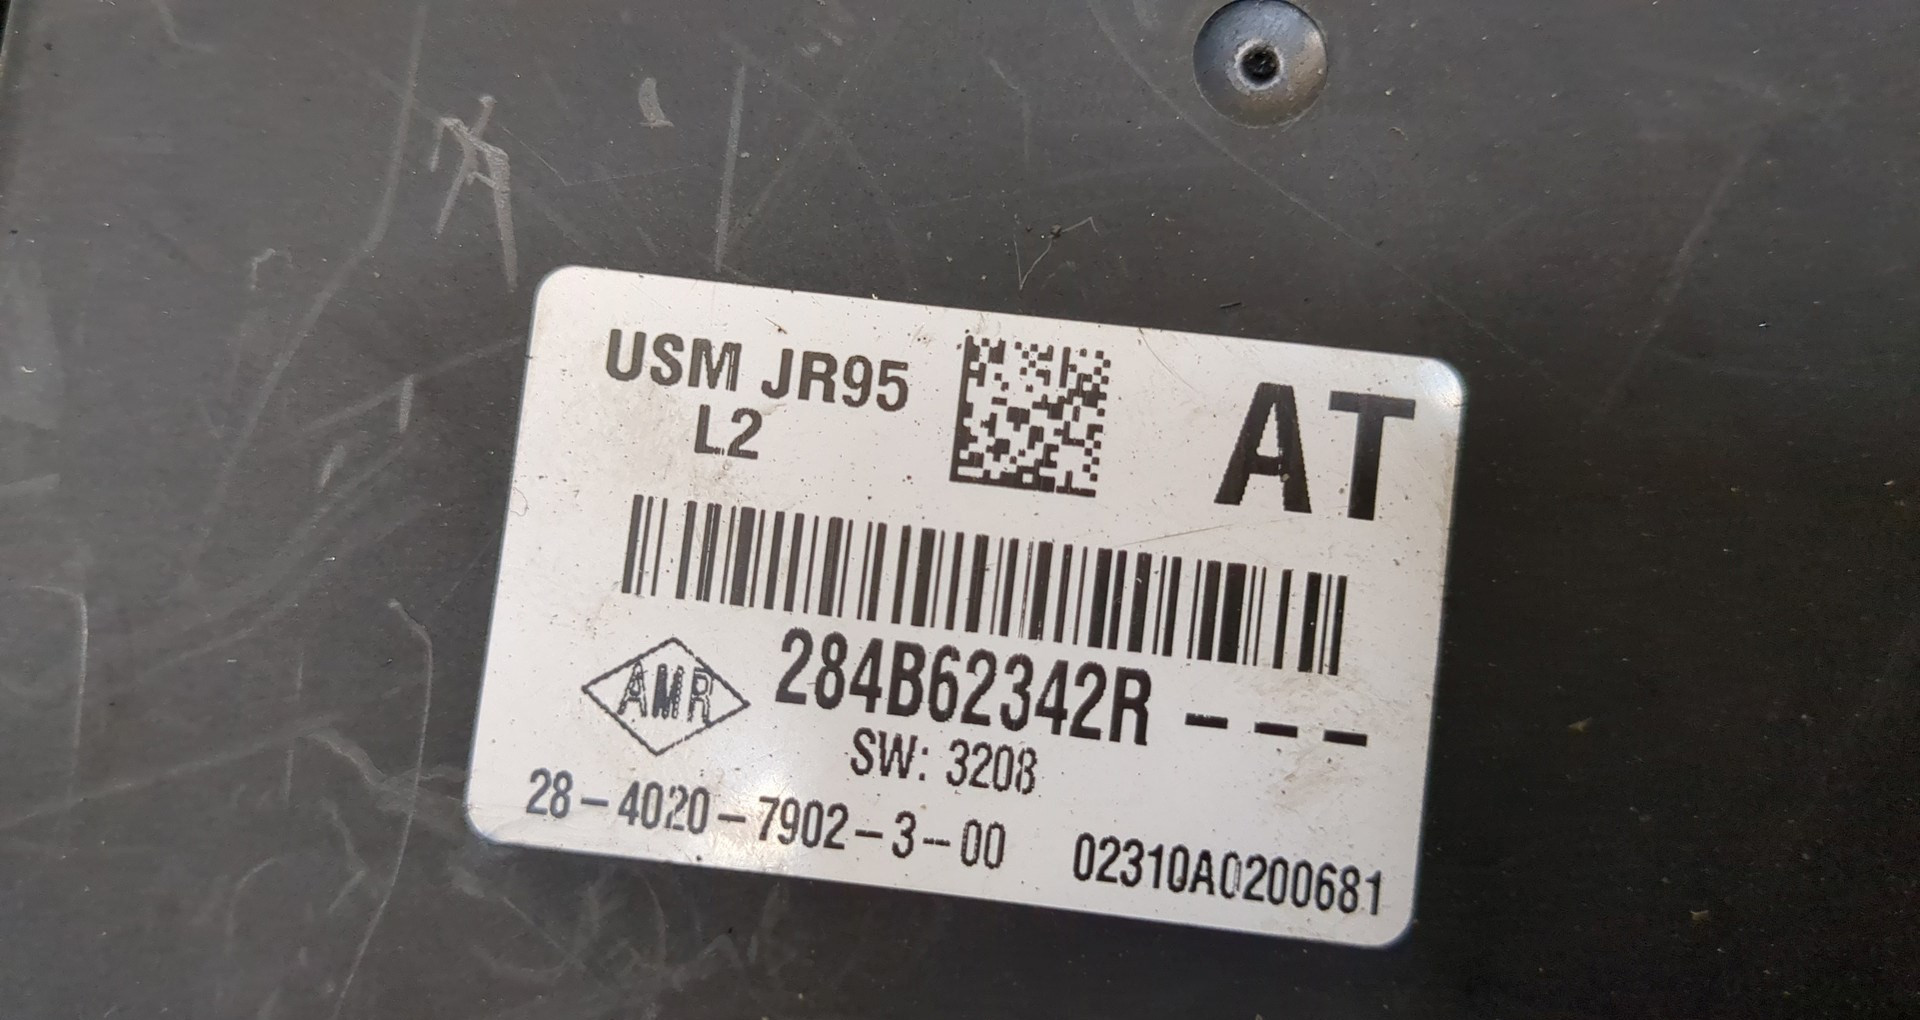 USM JR95
L2
AT
284B62342R - - -
AMR
SW: 3208
28-4020-7902-3-00 02310A0200681